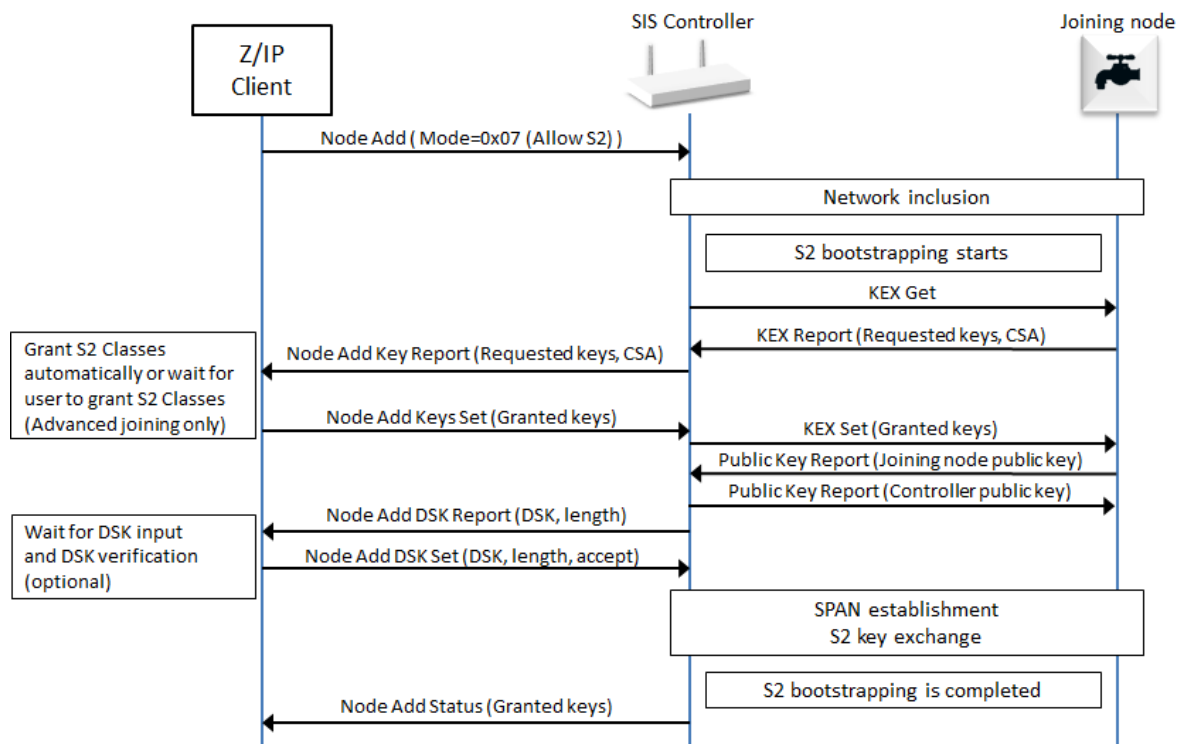 SIS Controller
Joining node
Z/IP
Client
Node Add ( Mode=0x07 (Allow S2) )
Network inclusion
S2 bootstrapping starts
KEX Get
KEX Report (Requested keys, CSA)
Node Add Key Report (Requested keys, CSA)
Grant S2 Classes
automatically or wait for
user to grant S2 Classes
(Advanced joining only)
Node Add Keys Set (Granted keys)
KEX Set (Granted keys)
Public Key Report (Joining node public key)
Public Key Report (Controller public key)
Node Add DSK Report (DSK, length)
Wait for DSK input
and DSK verification
(optional)
Node Add DSK Set (DSK, length, accept)
SPAN establishment
S2 key exchange
S2 bootstrapping is completed
Node Add Status (Granted keys)